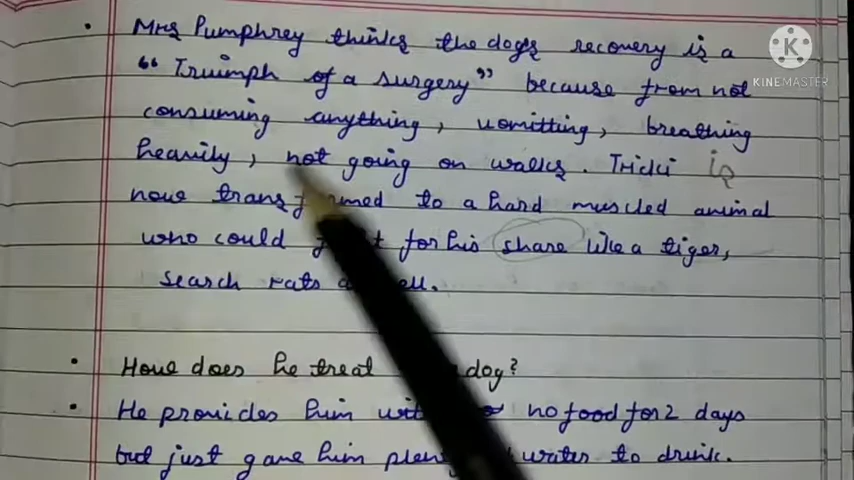 KINEMASTER
Mrs Pumphrey thinks the dogs recovery is a
"Triumph of a surgery" because from not
consuming anything, vomitting, breathing
heavily, not going on walks. Tricki is
now transformed to a hard muscled animal
who could for his share like a tiger,
search rats
How does he treat dog?
He provides him no food for 2 days
but just gave him water to drink.